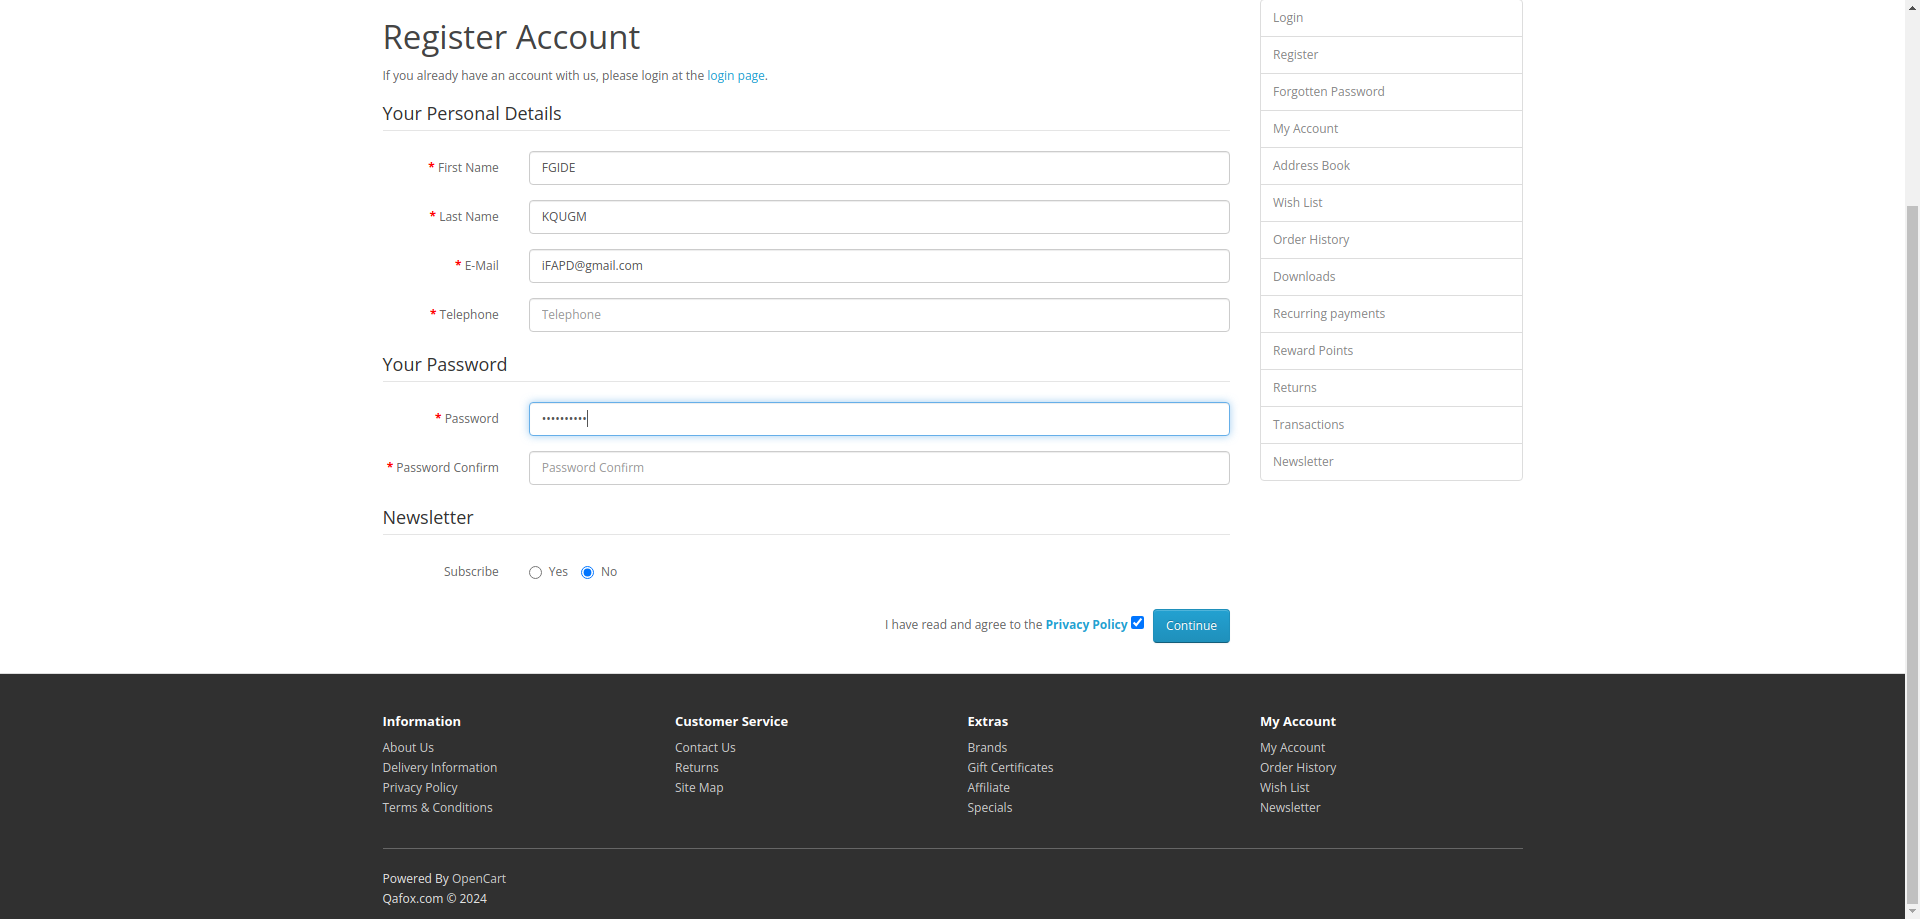 Register Account
If you already have an account with us, please login at the login page.
Your Personal Details
* First Name
FGIDE
* Last Name
KQUGM
* E-Mail
iFAPD@gmail.com
* Telephone
Telephone
Your Password
* Password
••••••••••
* Password Confirm
Password Confirm
Newsletter
Subscribe
Yes
No
I have read and agree to the Privacy Policy
Continue
Login
Register
Forgotten Password
My Account
Address Book
Wish List
Order History
Downloads
Recurring payments
Reward Points
Returns
Transactions
Newsletter
Information
About Us
Delivery Information
Privacy Policy
Terms & Conditions
Customer Service
Contact Us
Returns
Site Map
Extras
Brands
Gift Certificates
Affiliate
Specials
My Account
My Account
Order History
Wish List
Newsletter
Powered By OpenCart
Qafox.com © 2024